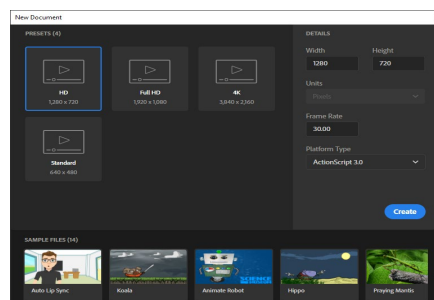 New Document
PRESETS (4)
HD
1,280 x 720
Full HD
1,920 x 1,080
4K
3,840 x 2,160
Standard
640 x 480
DETAILS
Width
Height
1280
720
Units
Pixels
Frame Rate
30.00
Platform Type
ActionScript 3.0
Create
SAMPLE FILES (14)
SCIENCE
Auto Lip Sync
Koala
Animate Robot
Hippo
Praying Mantis